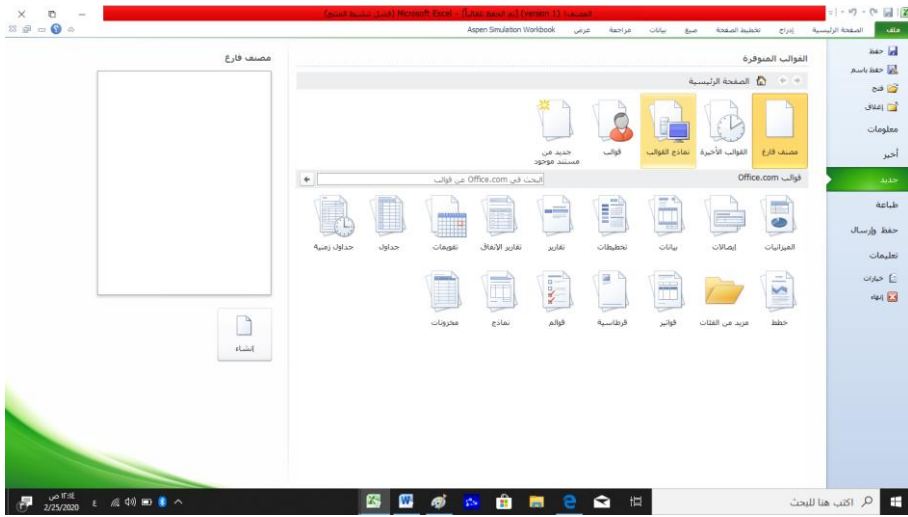 المصنف1 (version 1) [تم الحفظ تلقائياً] - Microsoft Excel (فشل تنشيط المنتج)
ملف
الصفحة الرئيسية
إدراج
تخطيط الصفحة
صيغ
بيانات
مراجعة
عرض
Aspen Simulation Workbook
حفظ
حفظ باسم
فتح
إغلاق
معلومات
أخير
جديد
طباعة
حفظ وإرسال
تعليمات
خيارات
إنهاء
القوالب المتوفرة
الصفحة الرئيسية
مصنف فارغ
القوالب الأخيرة
نماذج القوالب
قوالب
جديد من
مستند موجود
قوالب Office.com
البحث في Office.com عن قوالب
الميزانيات
إيصالات
بيانات
تخطيطات
تقارير
تقارير الإنفاق
تقويمات
جداول
جداول زمنية
خطط
مزيد من الفئات
فواتير
قرطاسية
قوائم
نماذج
مخزونات
مصنف فارغ
إنشاء
اكتب هنا للبحث
ع
١٢:١٤ ص
2/25/2020